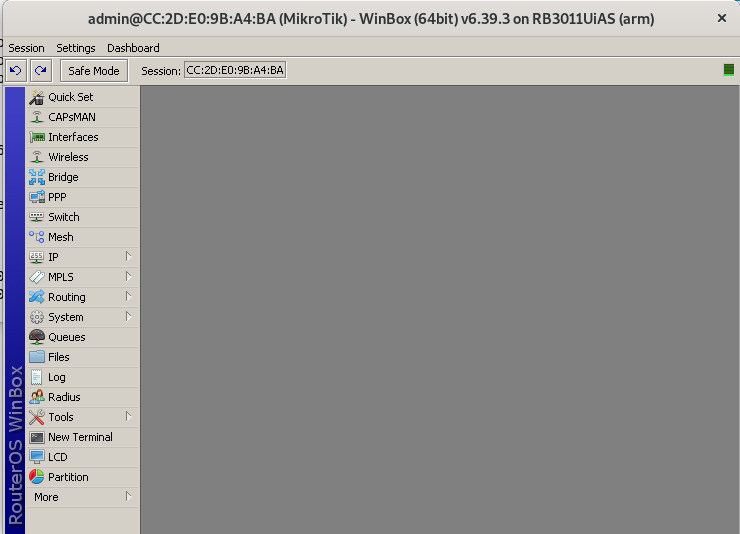 admin@CC:2D:E0:9B:A4:BA (MikroTik) - WinBox (64bit) v6.39.3 on RB3011UiAS (arm)
Session Settings Dashboard
Safe Mode Session: CC:2D:E0:9B:A4:BA
Quick Set
CAPsMAN
Interfaces
Wireless
Bridge
PPP
Switch
Mesh
255 IP
MPLS
Routing
System
Queues
Files
Log
Radius
Tools
New Terminal
LCD
Partition
More
RouterOS WinBox